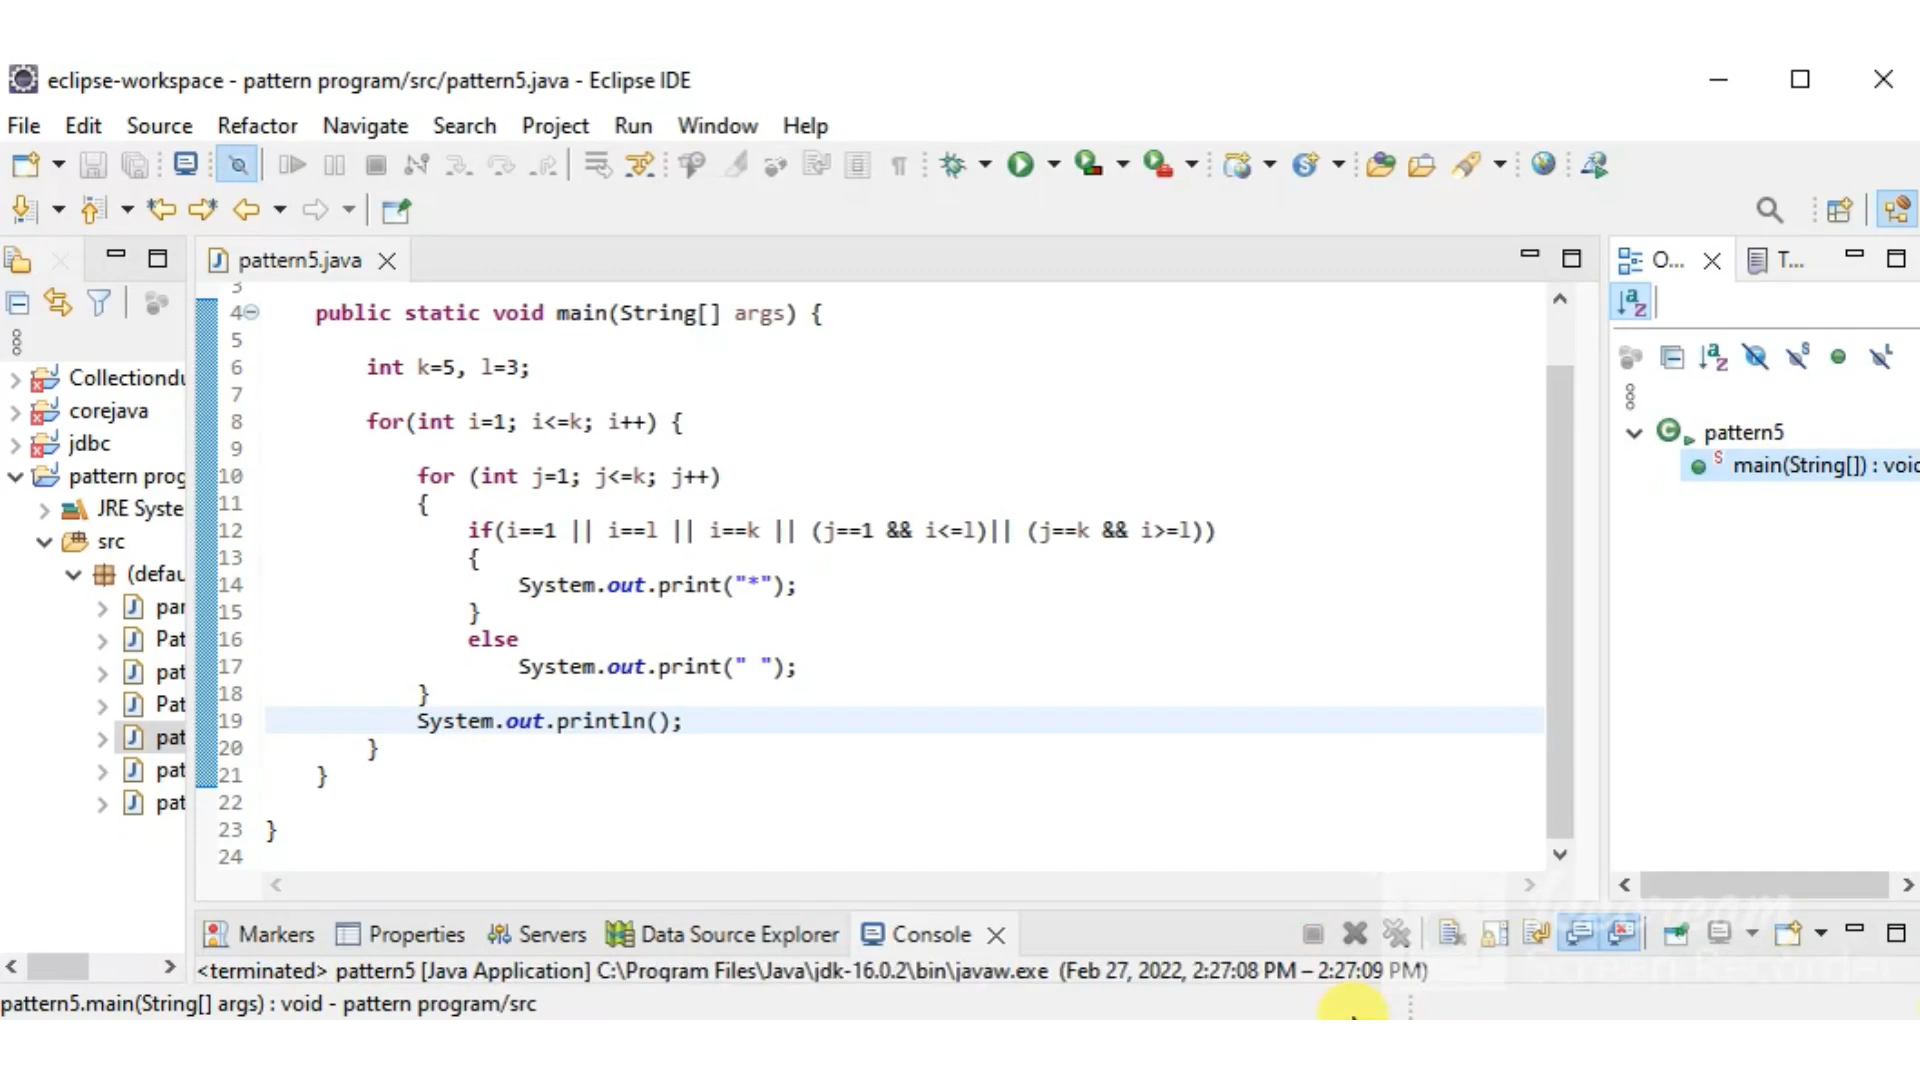 eclipse-workspace - pattern program/src/pattern5.java - Eclipse IDE
File Edit Source Refactor Navigate Search Project Run Window Help
pattern5.java
O... T...
3
4 public static void main(String[] args) {
5
6 int k=5, l=3;
7
8 for(int i=1; i<=k; i++) {
9
10 for (int j=1; j<=k; j++)
11 {
12 if(i==1 || i==l || i==k || (j==1 && i<=l)|| (j==k && i>=l))
13 {
14 System.out.print("*");
15 }
16 else
17 System.out.print(" ");
18 }
19 System.out.println();
20 }
21 }
22
23 }
24
Collectiondu
corejava
jdbc
pattern prog
JRE Syste
src
(defau
par
Pat
pat
Pat
pat
pat
pat
pattern5
main(String[]) : void
Markers Properties Servers Data Source Explorer Console
<terminated> pattern5 [Java Application] C:\Program Files\Java\jdk-16.0.2\bin\javaw.exe (Feb 27, 2022, 2:27:08 PM – 2:27:09 PM)
pattern5.main(String[] args) : void - pattern program/src